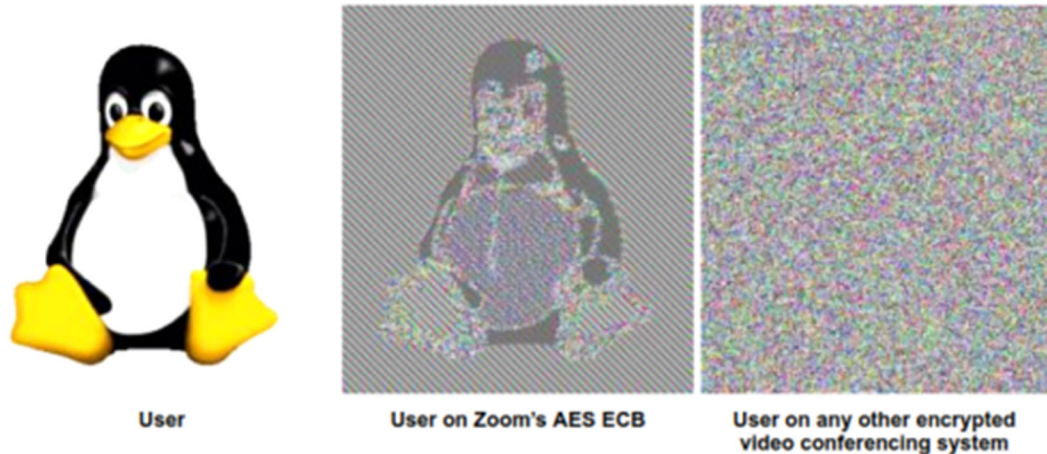 User
User on Zoom's AES ECB
User on any other encrypted
video conferencing system